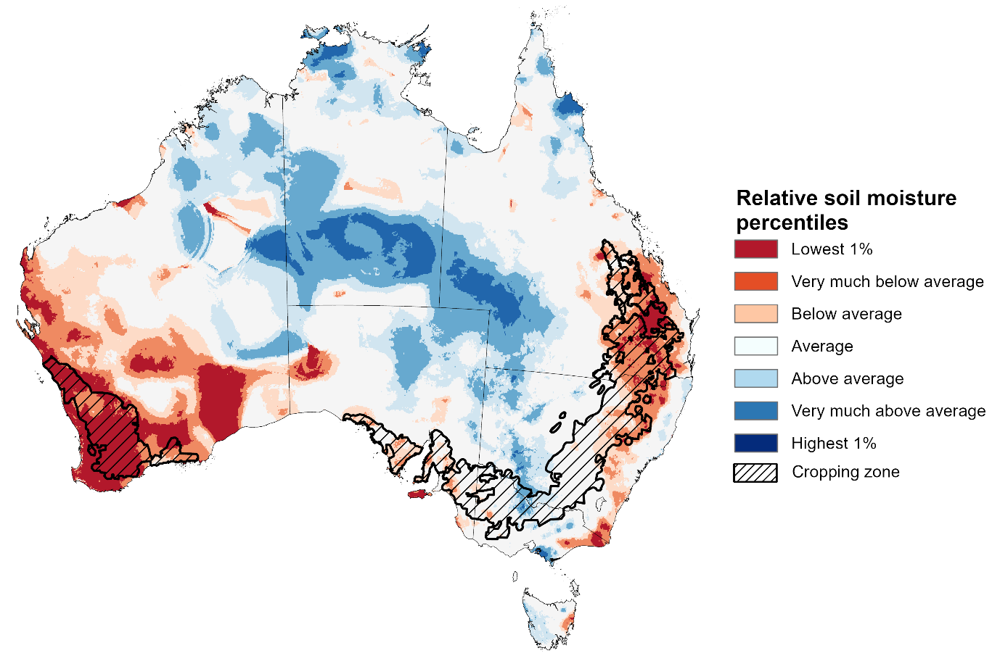 Relative soil moisture
percentiles
Lowest 1%
Very much below average
Below average
Average
Above average
Very much above average
Highest 1%
Cropping zone